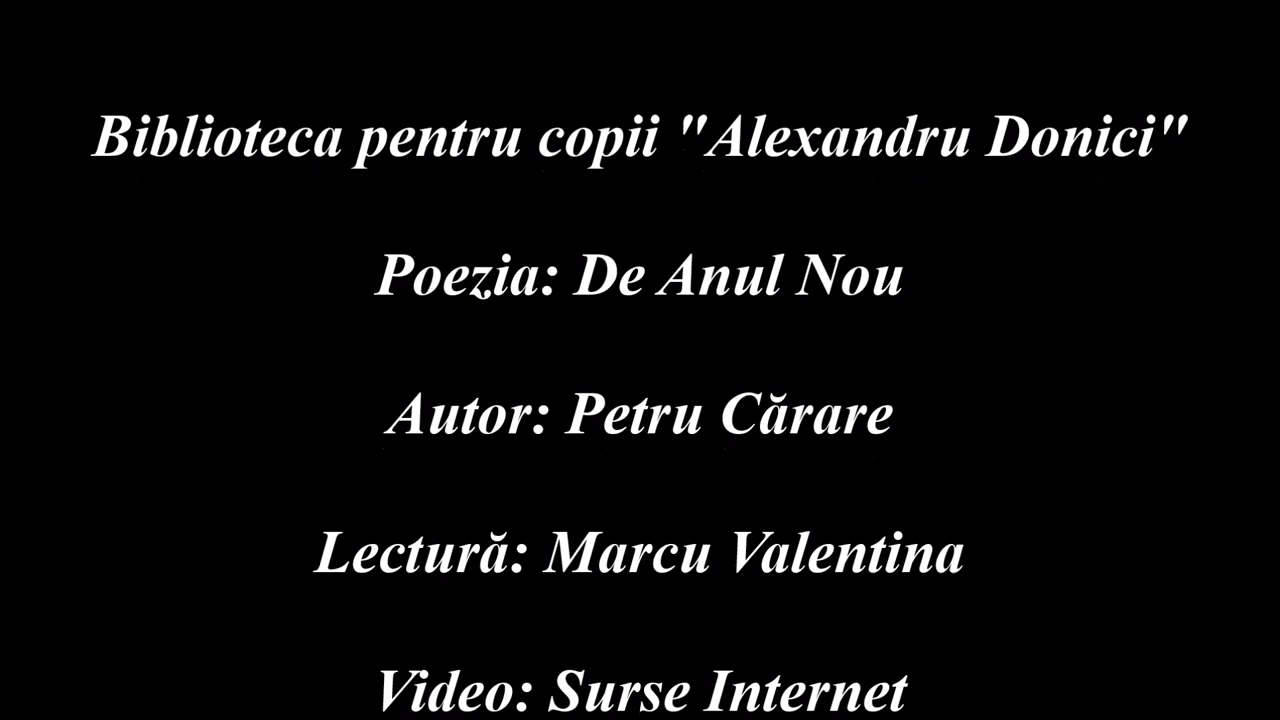 Biblioteca pentru copii "Alexandru Donici"
Poezia: De Anul Nou
Autor: Petru Cărare
Lectură: Marcu Valentina
Video: Surse Internet